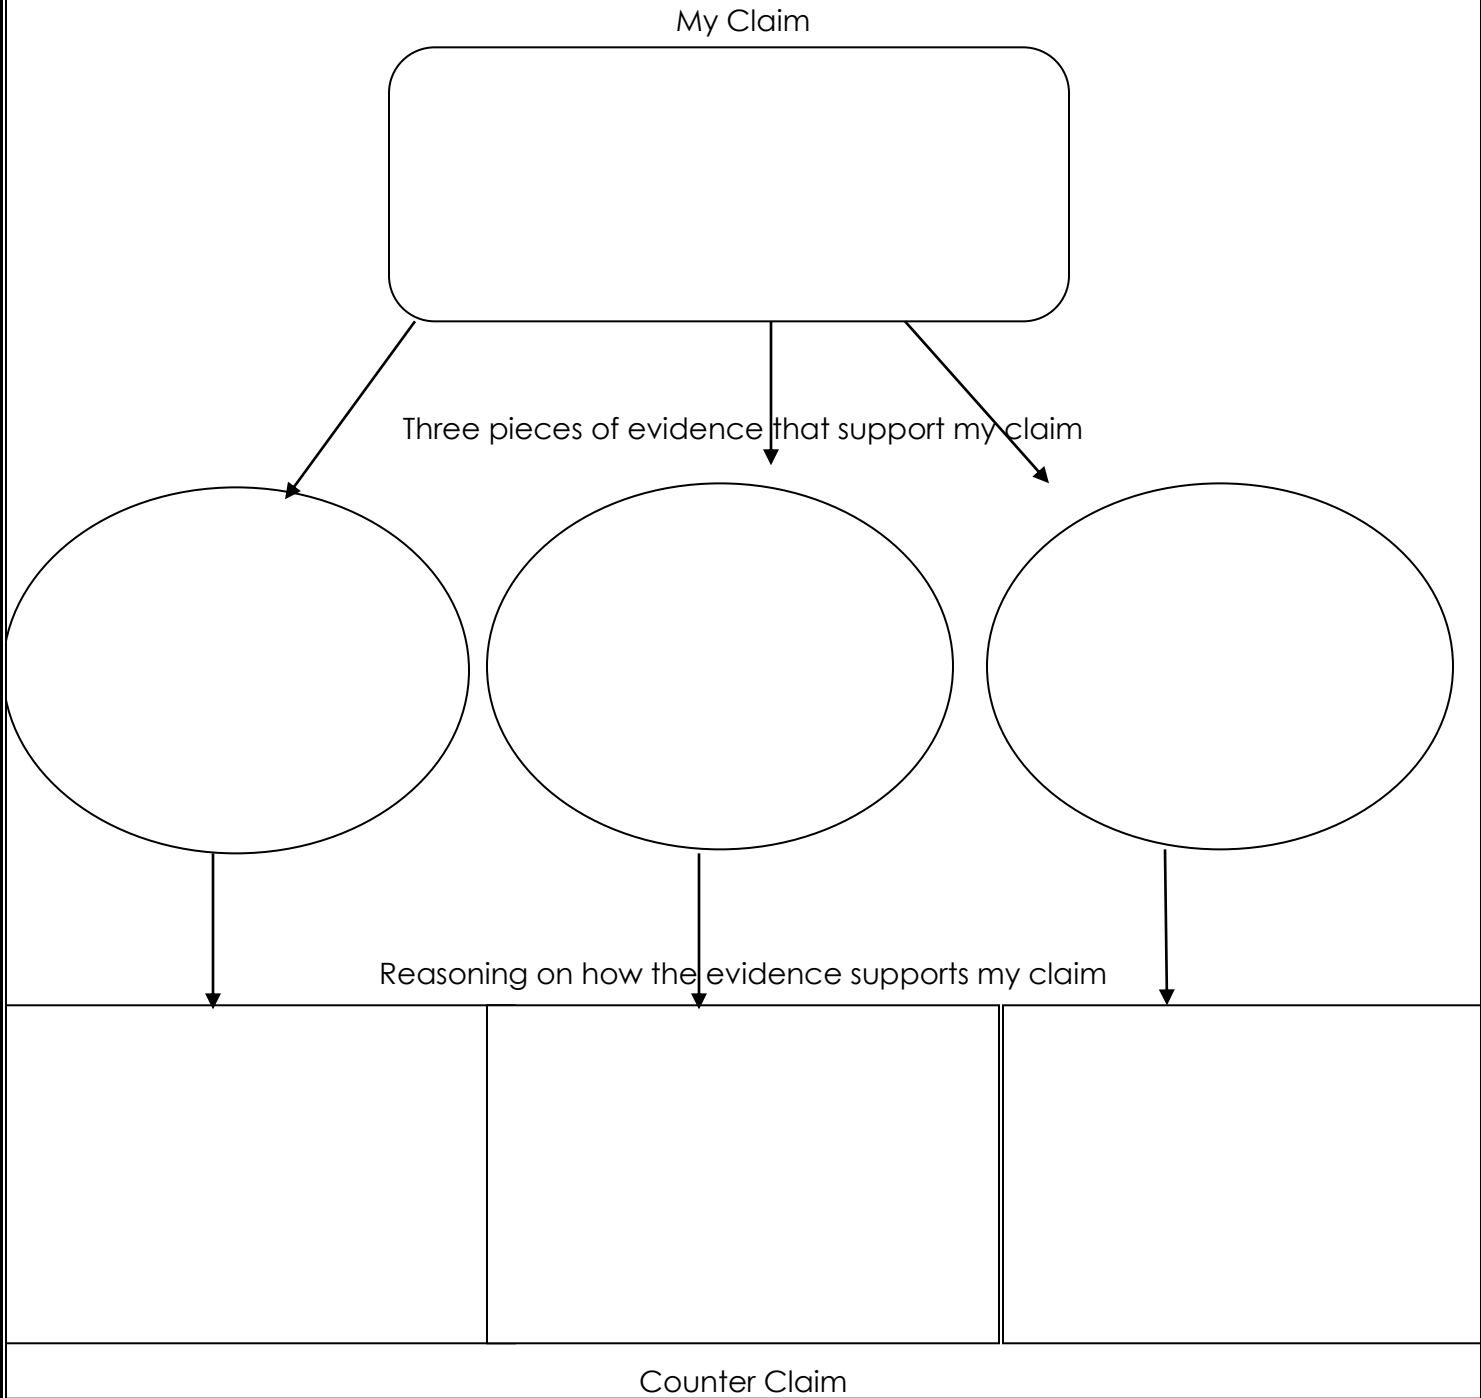 My Claim
Three pieces of evidence that support my claim
Reasoning on how the evidence supports my claim
Counter Claim